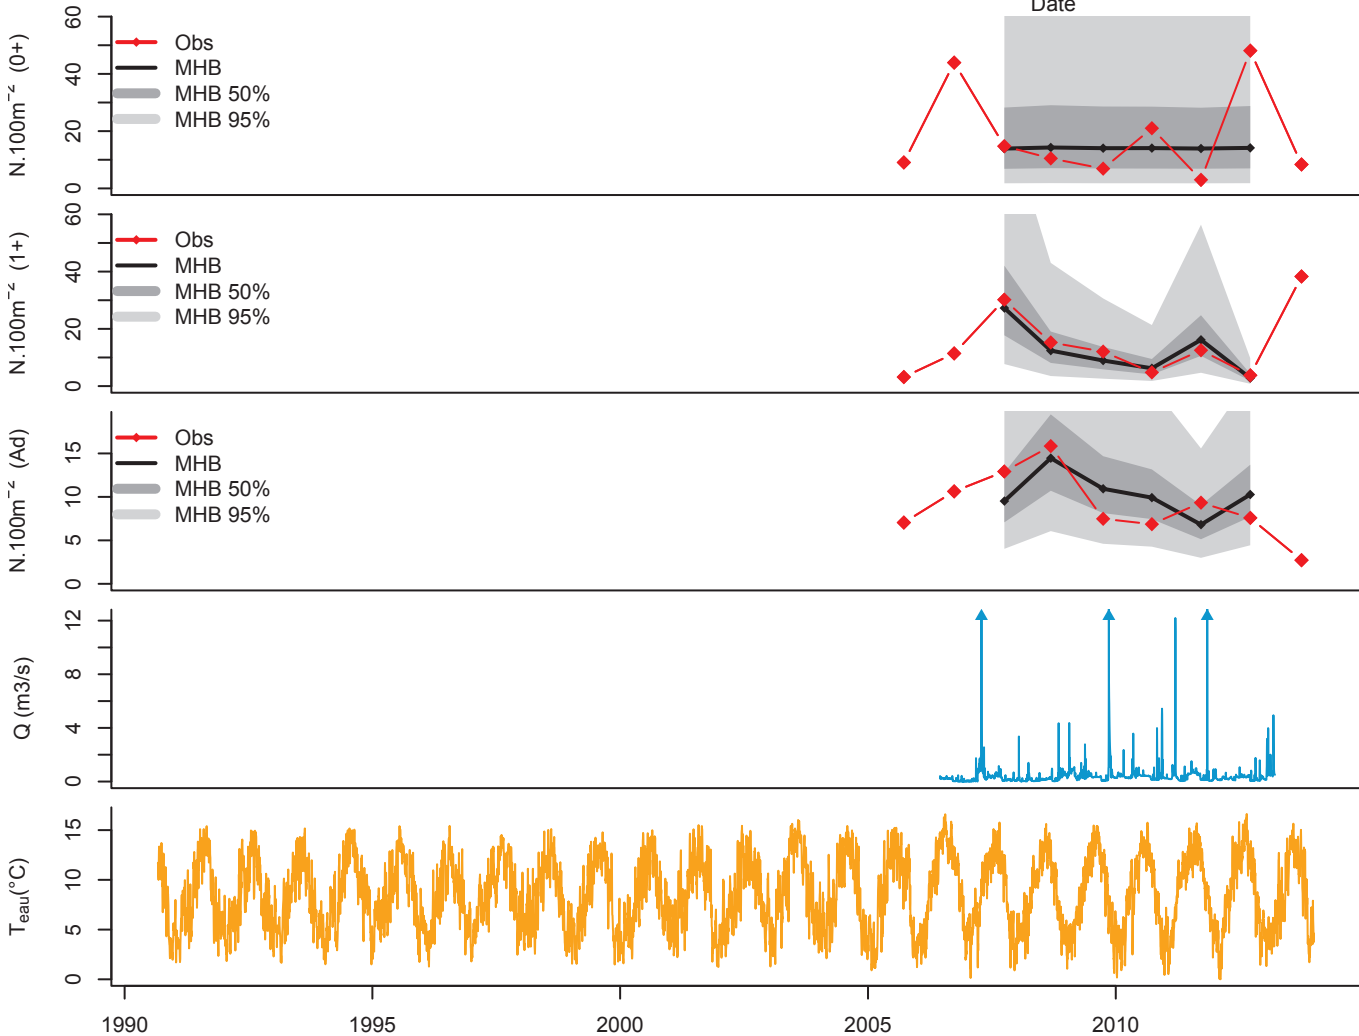 Date
N.100m⁻² (0+)
60
40
20
0
Obs
MHB
MHB 50%
MHB 95%
N.100m⁻² (1+)
60
40
20
0
Obs
MHB
MHB 50%
MHB 95%
N.100m⁻² (Ad)
15
10
5
0
Obs
MHB
MHB 50%
MHB 95%
Q (m3/s)
12
8
4
0
Teau(°C)
15
10
5
0
1990 1995 2000 2005 2010